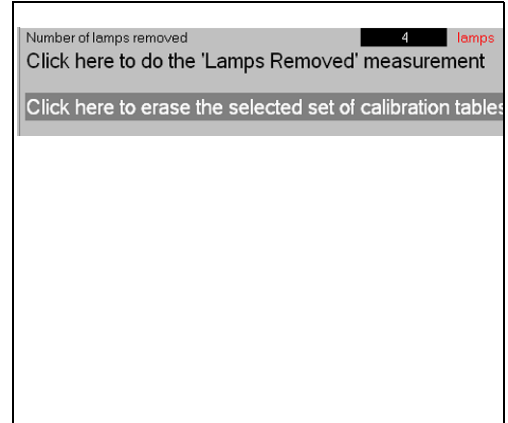 Number of lamps removed 4 lamps
Click here to do the 'Lamps Removed' measurement
Click here to erase the selected set of calibration tables